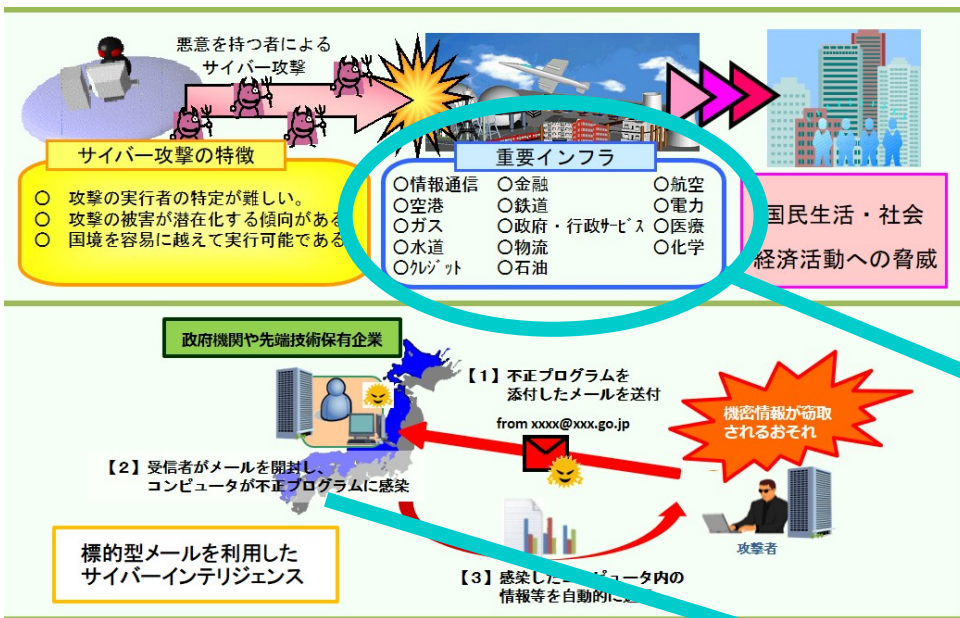 悪意を持つ者による
サイバー攻撃
サイバー攻撃の特徴
○ 攻撃の実行者の特定が難しい。
○ 攻撃の被害が潜在化する傾向がある
○ 国境を容易に越えて実行可能である
重要インフラ
○情報通信 ○金融 ○航空
○空港 ○鉄道 ○電力
○ガス ○政府・行政ｻｰﾋﾞｽ ○医療
○水道 ○物流 ○化学
○ｸﾚｼﾞｯﾄ ○石油
国民生活・社会
経済活動への脅威
政府機関や先端技術保有企業
【1】不正プログラムを
添付したメールを送付
from xxxx@xxx.go.jp
機密情報が窃取
されるおそれ
【2】受信者がメールを開封し、
コンピュータが不正プログラムに感染
攻撃者
標的型メールを利用した
サイバーインテリジェンス
【3】感染した ピュータ内の
情報等を自動的に